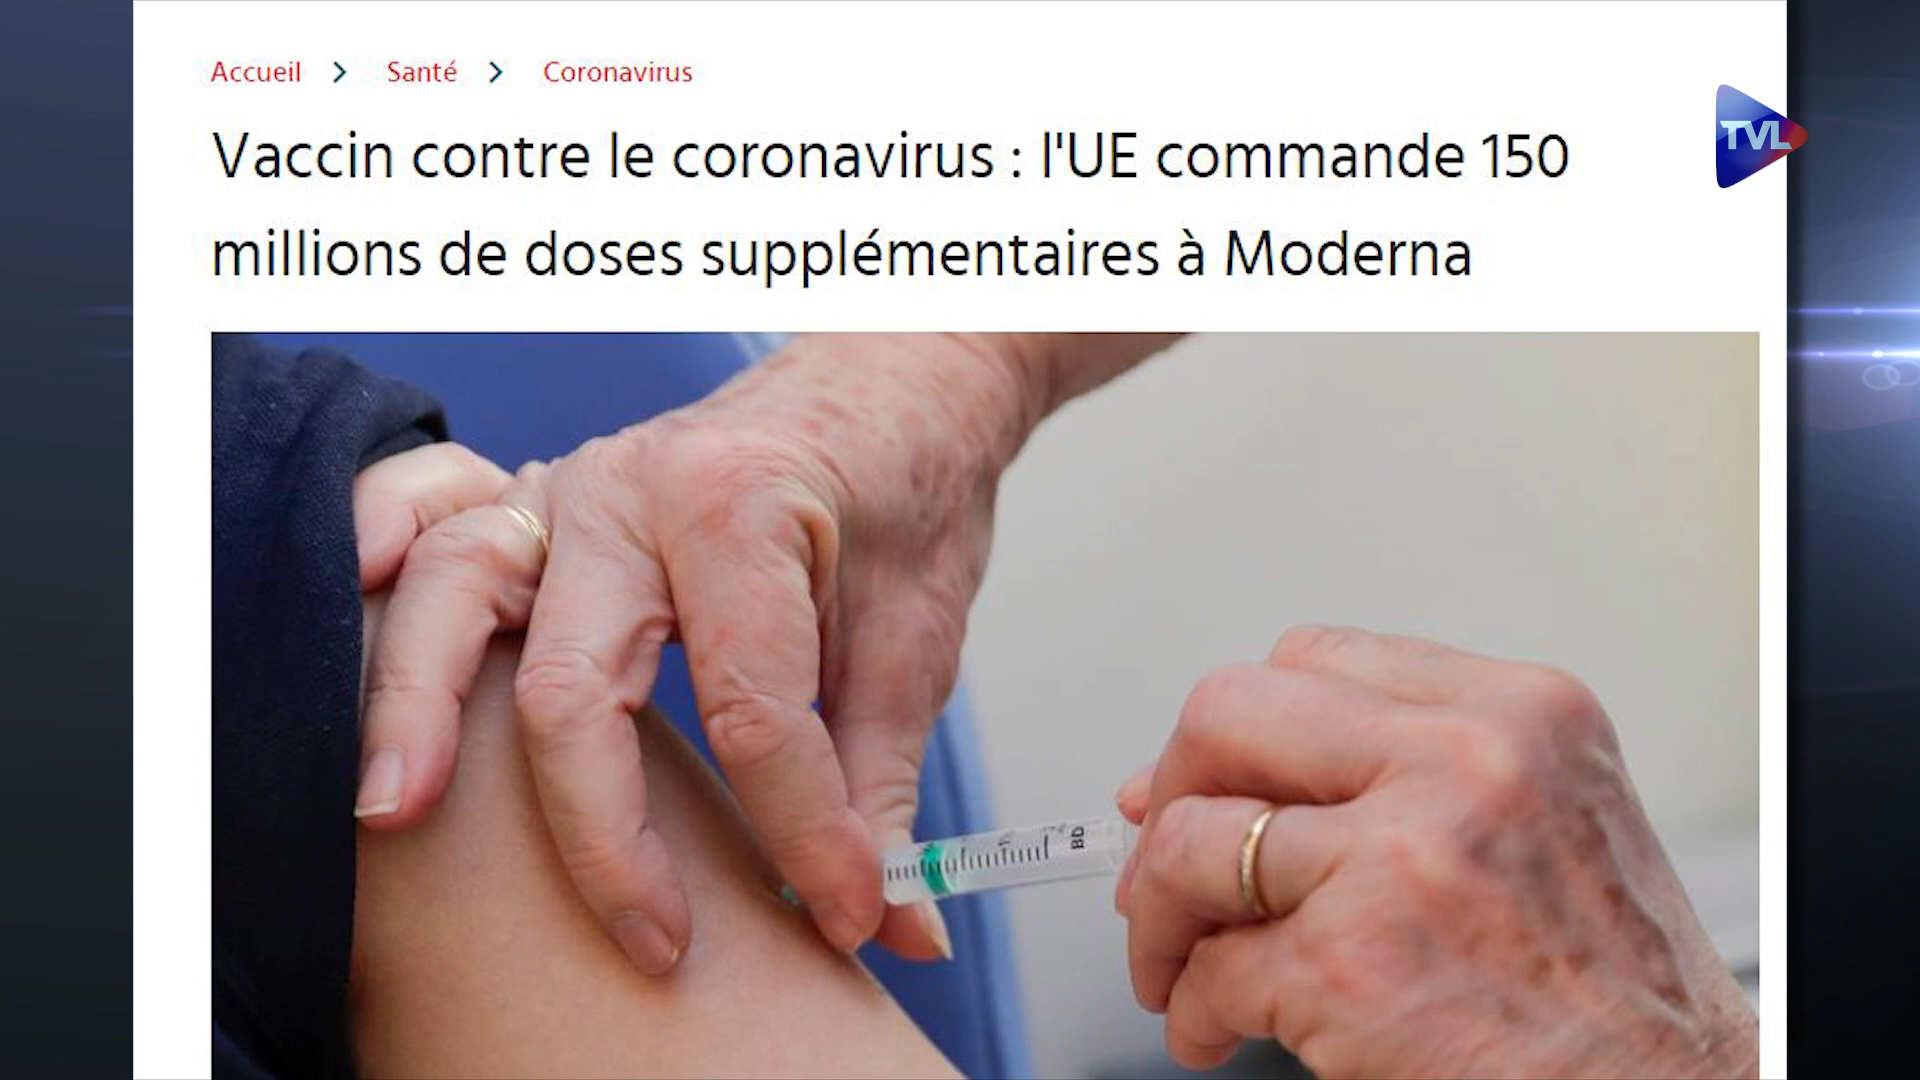 Accueil > Santé > Coronavirus
TVL
Vaccin contre le coronavirus : l'UE commande 150
millions de doses supplémentaires à Moderna
BD